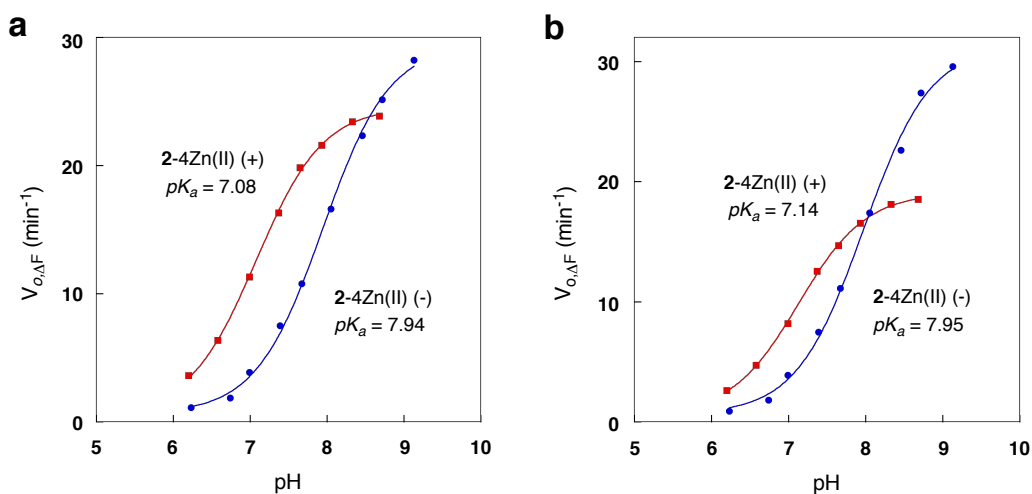 a
30
20
10
0
V₀,ΔF (min⁻¹)
2-4Zn(II) (+)
pKₐ = 7.08
2-4Zn(II) (-)
pKₐ = 7.94
5 6 7 8 9 10
pH
b
30
20
10
0
V₀,ΔF (min⁻¹)
2-4Zn(II) (+)
pKₐ = 7.14
2-4Zn(II) (-)
pKₐ = 7.95
5 6 7 8 9 10
pH